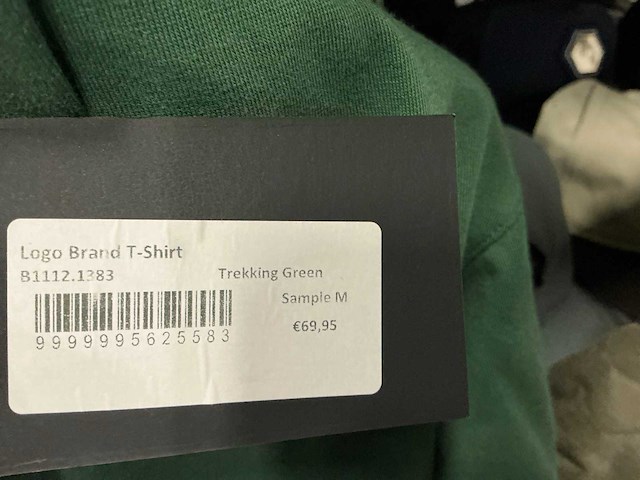 Logo Brand T-Shirt
B1112.1383 Trekking Green
Sample M
€69,95
9999995625583